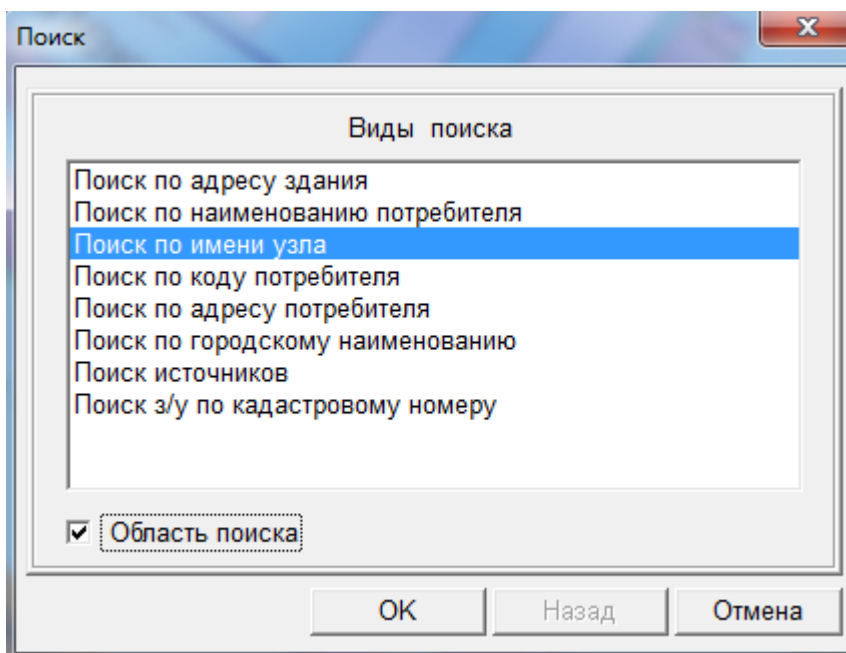 Поиск
Виды поиска
Поиск по адресу здания
Поиск по наименованию потребителя
Поиск по имени узла
Поиск по коду потребителя
Поиск по адресу потребителя
Поиск по городскому наименованию
Поиск источников
Поиск з/у по кадастровому номеру
Область поиска
OK Назад Отмена